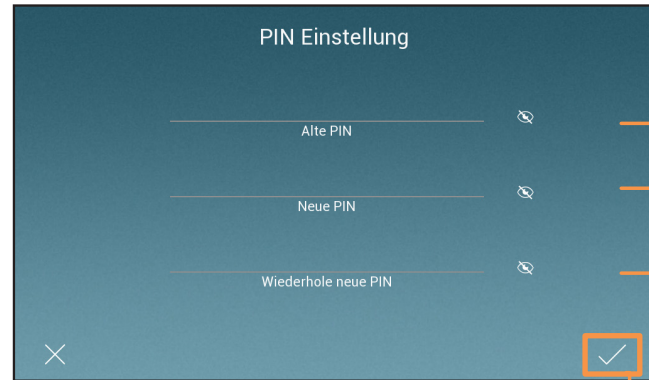 PIN Einstellung
Alte PIN
Neue PIN
Wiederhole neue PIN